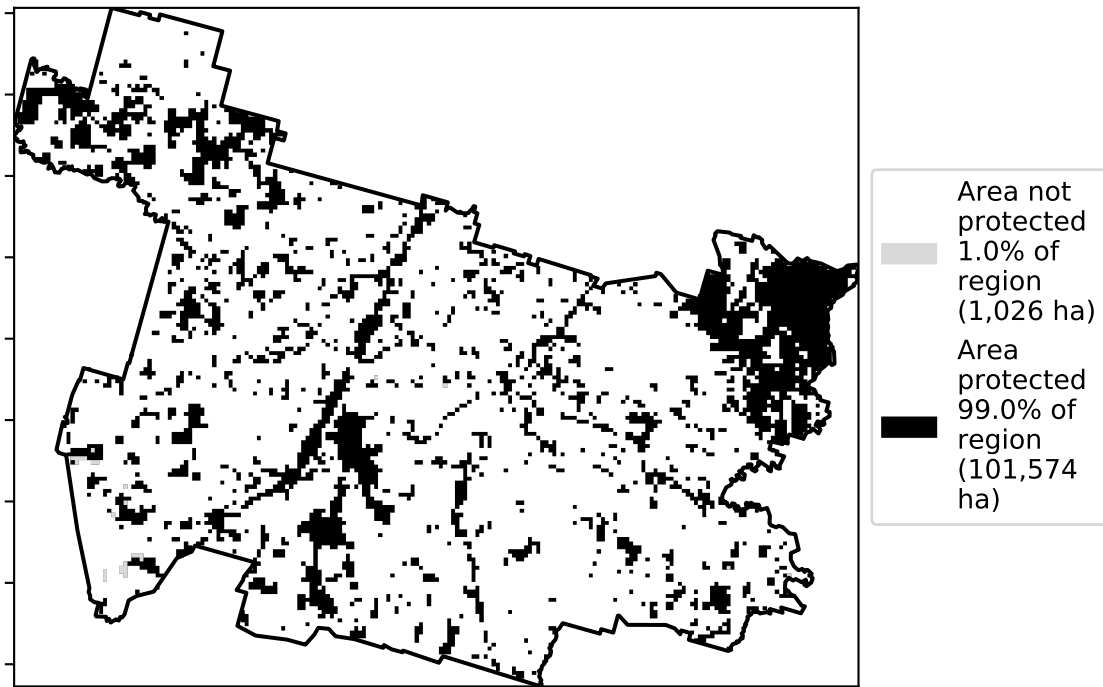 Area not
protected
1.0% of
region
(1,026 ha)
Area
protected
99.0% of
region
(101,574
ha)